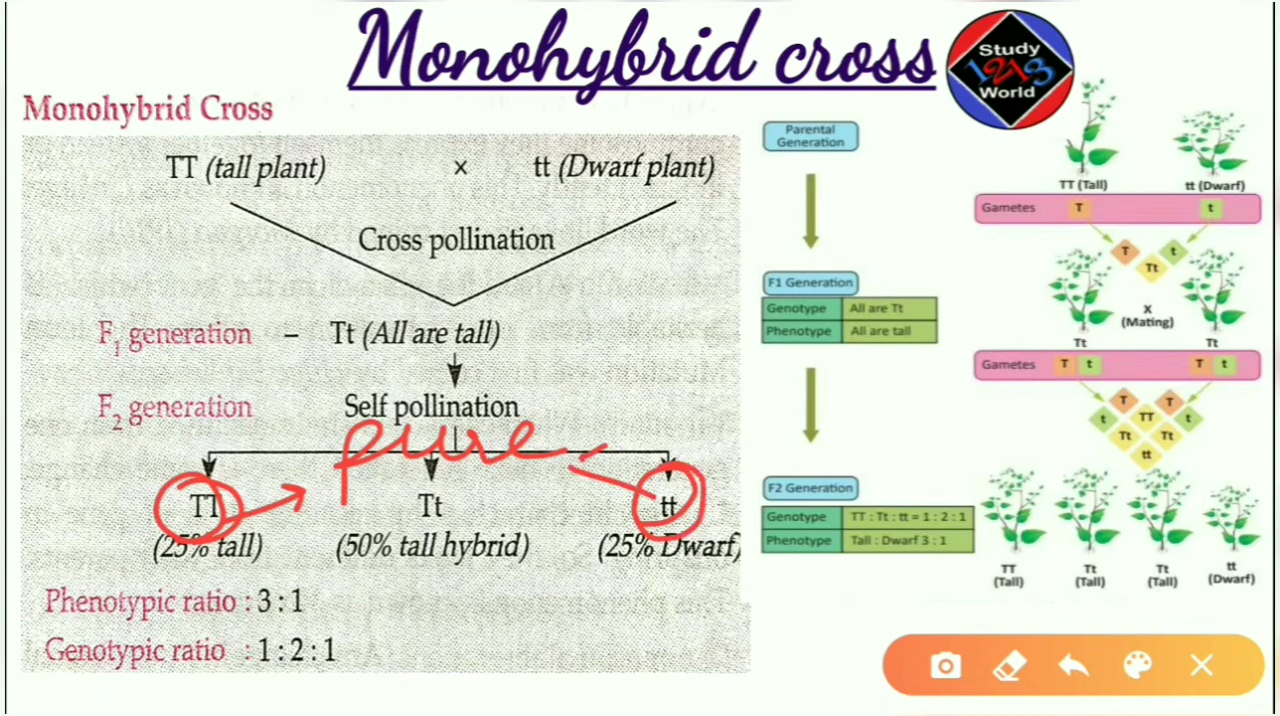 Monohybrid cross
Study
1213
World
Monohybrid Cross
TT (tall plant) x tt (Dwarf plant)
Cross pollination
F₁ generation – Tt (All are tall)
F₂ generation Self pollination
pure
TT Tt tt
(25% tall) (50% tall hybrid) (25% Dwarf)
Phenotypic ratio : 3 : 1
Genotypic ratio : 1 : 2 : 1
Parental
Generation
TT (Tall) tt (Dwarf)
Gametes T t
T t
Tt
F1 Generation
Genotype All are Tt
Phenotype All are tall
X
(Mating)
Tt Tt
Gametes T t T t
T T
t TT t
Tt Tt
tt
F2 Generation
Genotype TT : Tt : tt = 1 : 2 : 1
Phenotype Tall : Dwarf 3 : 1
TT Tt Tt tt
(Tall) (Tall) (Tall) (Dwarf)